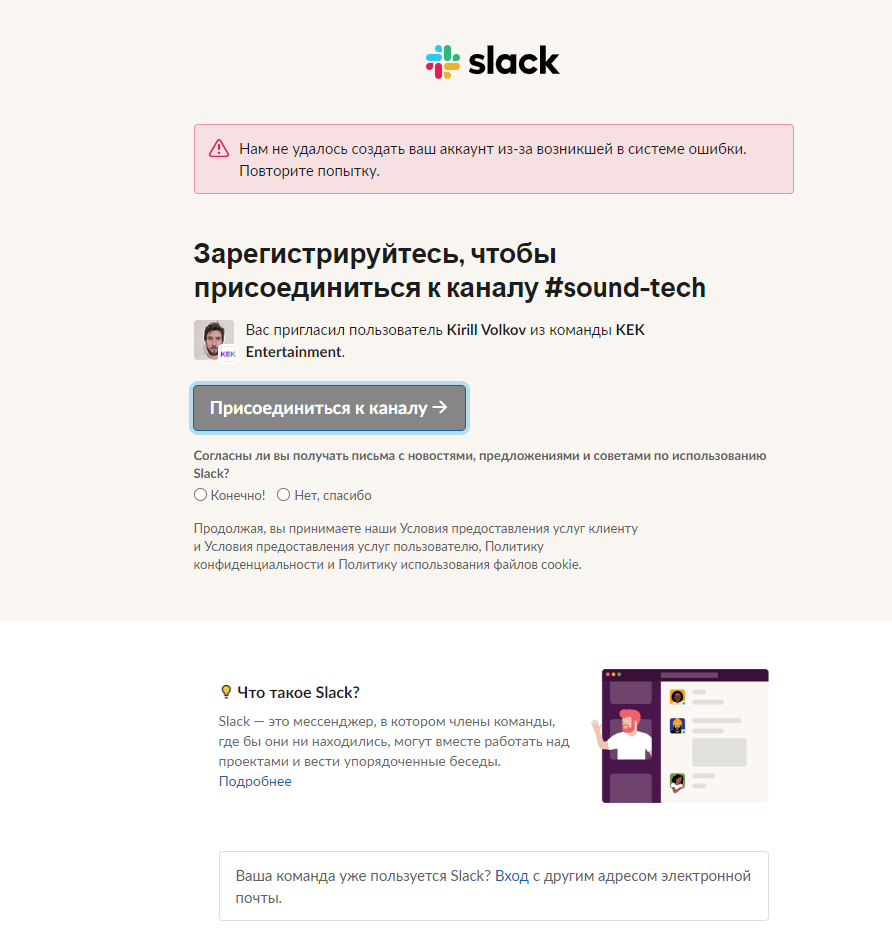 slack
Нам не удалось создать ваш аккаунт из-за возникшей в системе ошибки.
Повторите попытку.
Зарегистрируйтесь, чтобы
присоединиться к каналу #sound-tech
Вас пригласил пользователь Kirill Volkov из команды KEK
Entertainment.
KEK
Присоединиться к каналу →
Согласны ли вы получать письма с новостями, предложениями и советами по использованию
Slack?
Конечно! Нет, спасибо
Продолжая, вы принимаете наши Условия предоставления услуг клиенту
и Условия предоставления услуг пользователю, Политику
конфиденциальности и Политику использования файлов cookie.
Что такое Slack?
Slack — это мессенджер, в котором члены команды,
где бы они ни находились, могут вместе работать над
проектами и вести упорядоченные беседы.
Подробнее
Ваша команда уже пользуется Slack? Вход с другим адресом электронной
почты.